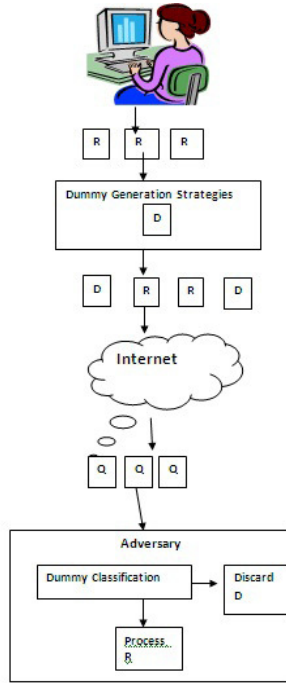 R R R
Dummy Generation Strategies
D
D R R D
Internet
Q Q Q
Adversary
Dummy Classification
Discard
D
Process
R